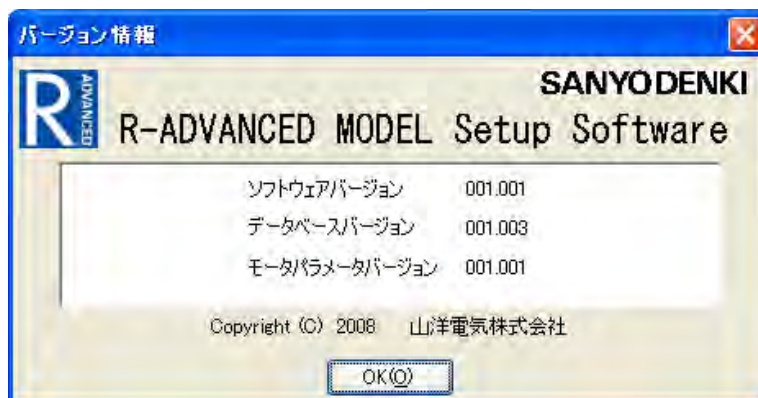 バージョン情報
R ADVANCED
SANYO DENKI
R-ADVANCED MODEL Setup Software
ソフトウェアバージョン 001.001
データベースバージョン 001.003
モータパラメータバージョン 001.001
Copyright (C) 2008 山洋電気株式会社
OK(O)